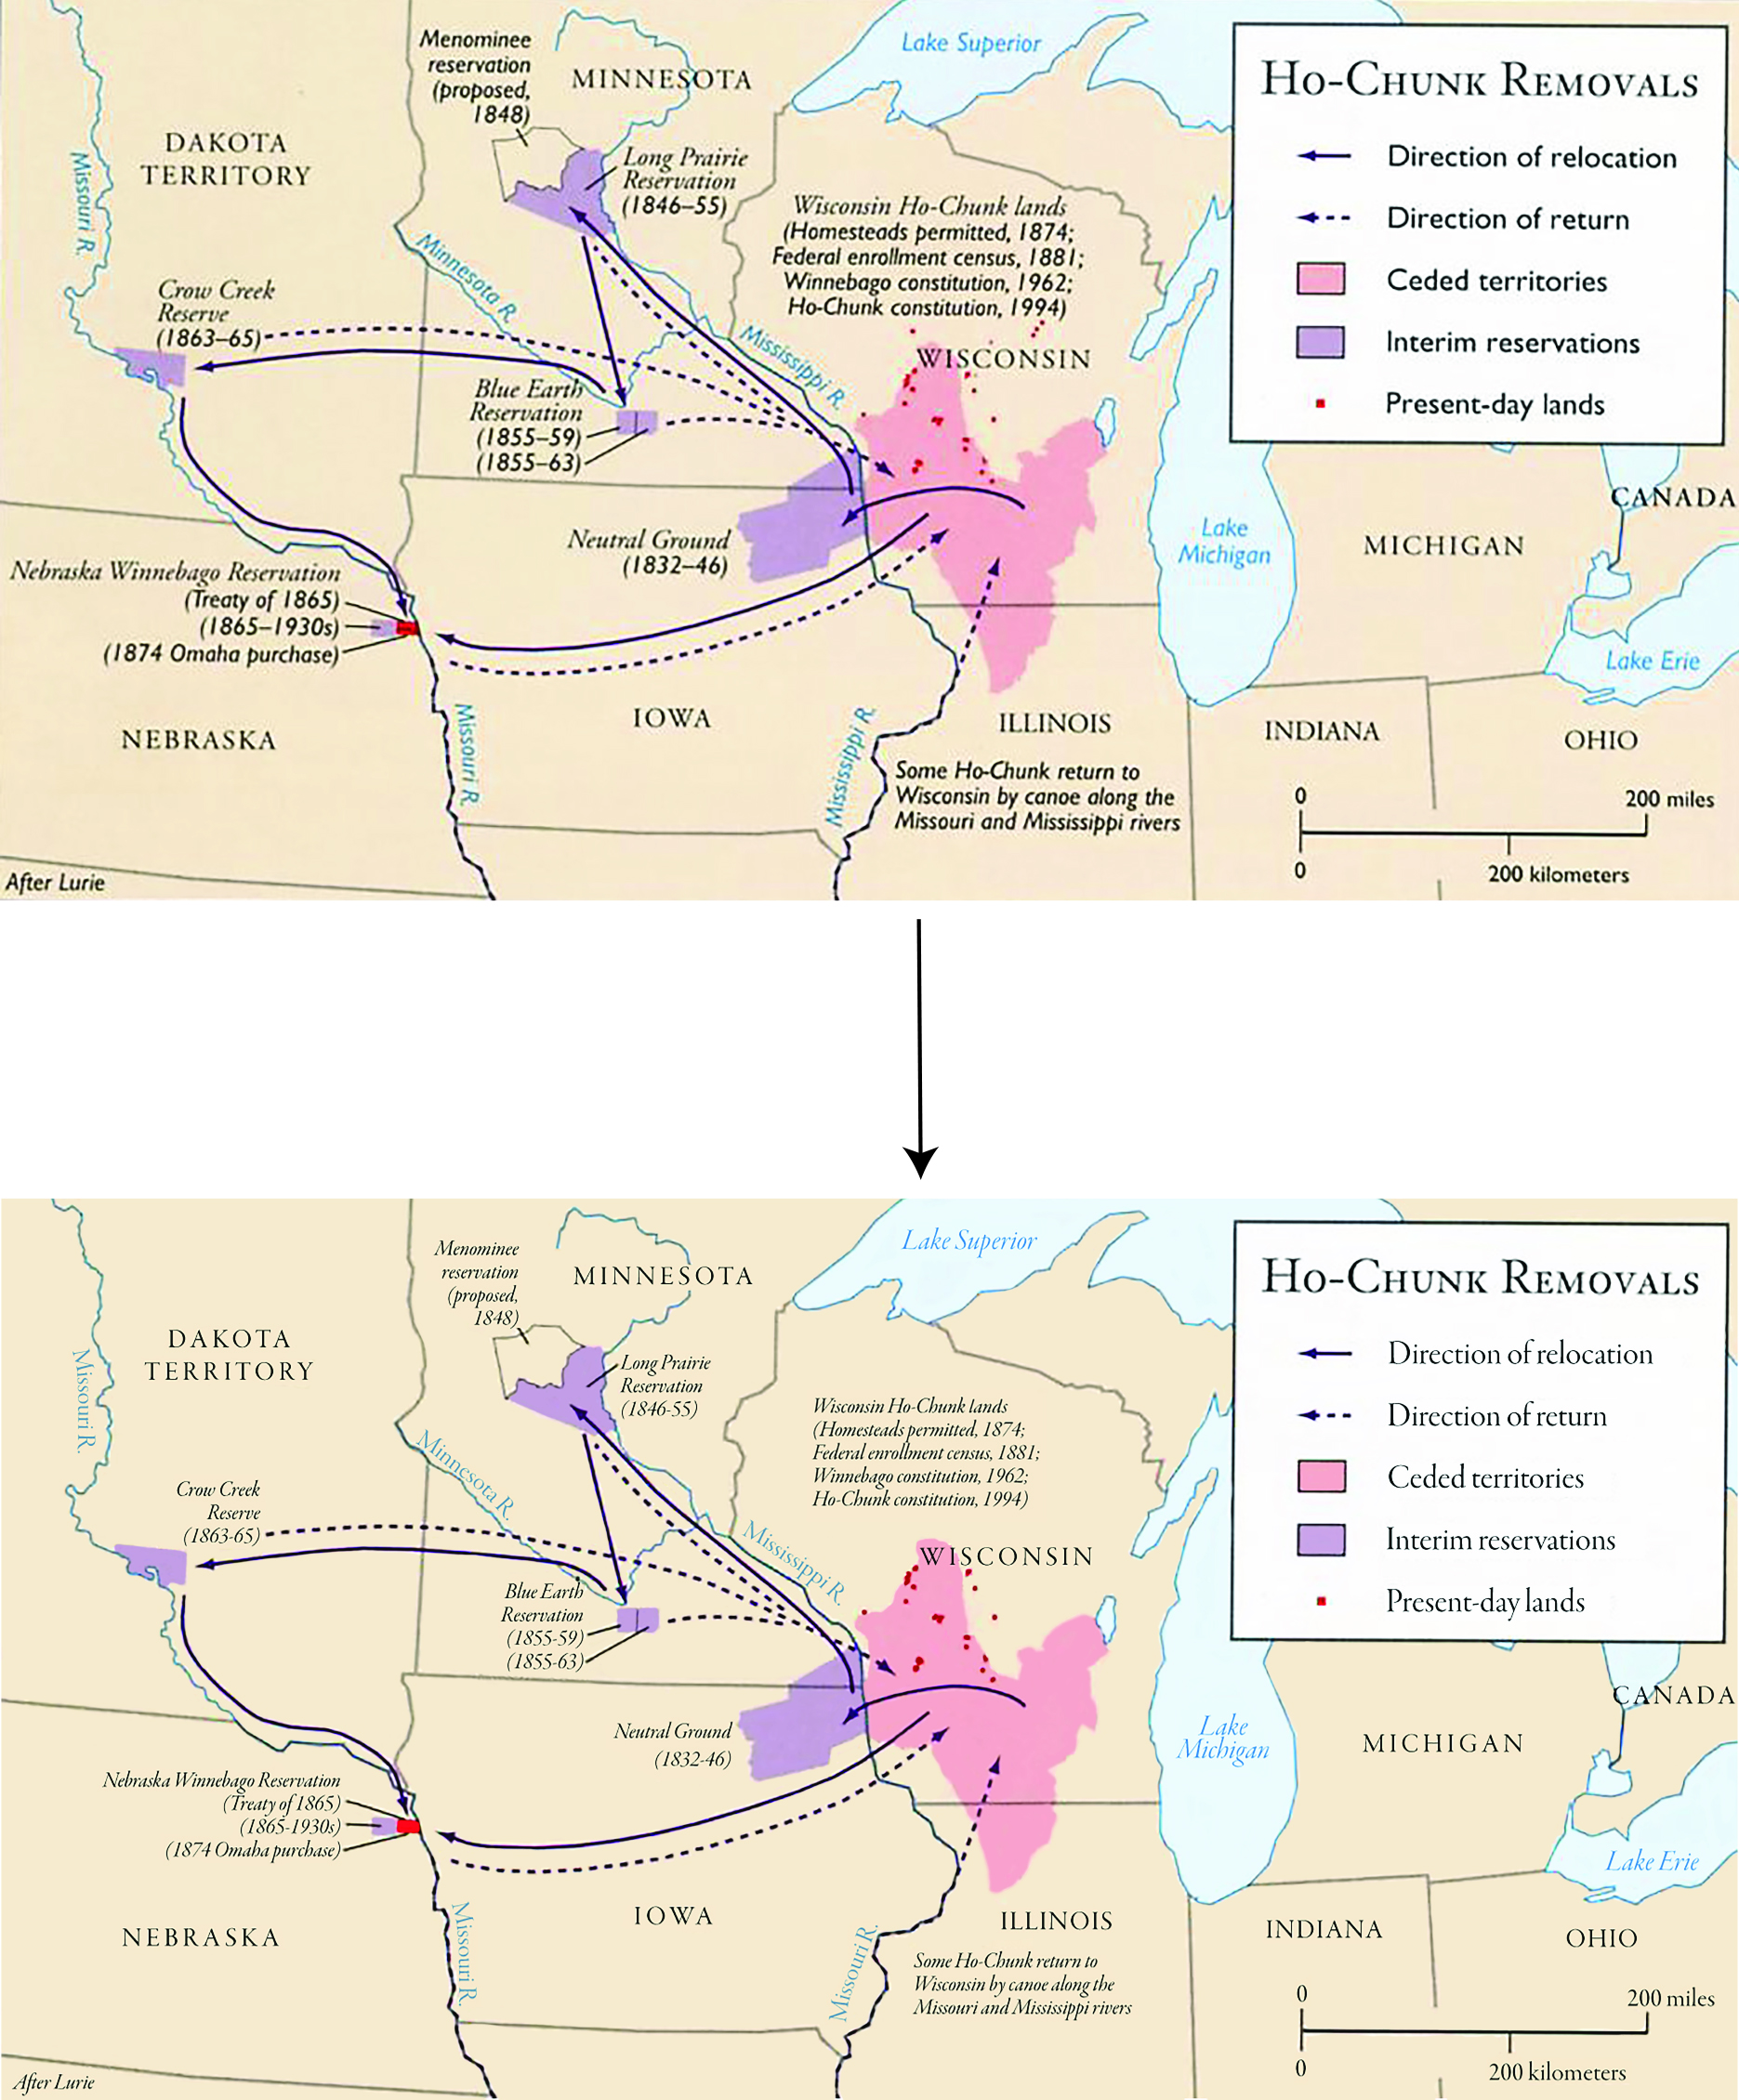 Menominee
reservation
(proposed,
1848)
MINNESOTA
Lake Superior
HO-CHUNK REMOVALS
Direction of relocation
Direction of return
Ceded territories
Interim reservations
Present-day lands
DAKOTA
TERRITORY
Missouri R.
Long Prairie
Reservation
(1846–55)
Wisconsin Ho-Chunk lands
(Homesteads permitted, 1874;
Federal enrollment census, 1881;
Winnebago constitution, 1962;
Ho-Chunk constitution, 1994)
Minnesota R.
Crow Creek
Reserve
(1863–65)
Mississippi R.
WISCONSIN
Blue Earth
Reservation
(1855–59)
(1855–63)
Neutral Ground
(1832–46)
Lake
Michigan
MICHIGAN
CANADA
Nebraska Winnebago Reservation
(Treaty of 1865)
(1865–1930s)
(1874 Omaha purchase)
Lake Erie
NEBRASKA
Missouri R.
IOWA
Mississippi R.
ILLINOIS
INDIANA
OHIO
Some Ho-Chunk return to
Wisconsin by canoe along the
Missouri and Mississippi rivers
0
200 miles
0
200 kilometers
After Lurie
Menominee
reservation
(proposed,
1848)
MINNESOTA
Lake Superior
HO-CHUNK REMOVALS
Direction of relocation
Direction of return
Ceded territories
Interim reservations
Present-day lands
DAKOTA
TERRITORY
Missouri R.
Long Prairie
Reservation
(1846-55)
Wisconsin Ho-Chunk lands
(Homesteads permitted, 1874;
Federal enrollment census, 1881;
Winnebago constitution, 1962;
Ho-Chunk constitution, 1994)
Minnesota R.
Crow Creek
Reserve
(1863-65)
Mississippi R.
WISCONSIN
Blue Earth
Reservation
(1855-59)
(1855-63)
Neutral Ground
(1832-46)
Lake
Michigan
MICHIGAN
CANADA
Nebraska Winnebago Reservation
(Treaty of 1865)
(1865-1930s)
(1874 Omaha purchase)
Lake Erie
NEBRASKA
Missouri R.
IOWA
Missouri R.
ILLINOIS
INDIANA
OHIO
Some Ho-Chunk return to
Wisconsin by canoe along the
Missouri and Mississippi rivers
0
200 miles
0
200 kilometers
After Lurie